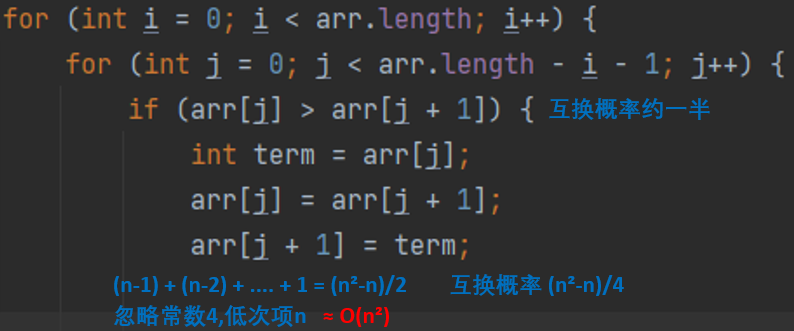 for (int i = 0; i < arr.length; i++) {
for (int j = 0; j < arr.length - i - 1; j++) {
if (arr[j] > arr[j + 1]) { 互换概率约一半
int term = arr[j];
arr[j] = arr[j + 1];
arr[j + 1] = term;
(n-1) + (n-2) + .... + 1 = (n²-n)/2 互换概率 (n²-n)/4
忽略常数4,低次项n ≈ O(n²)